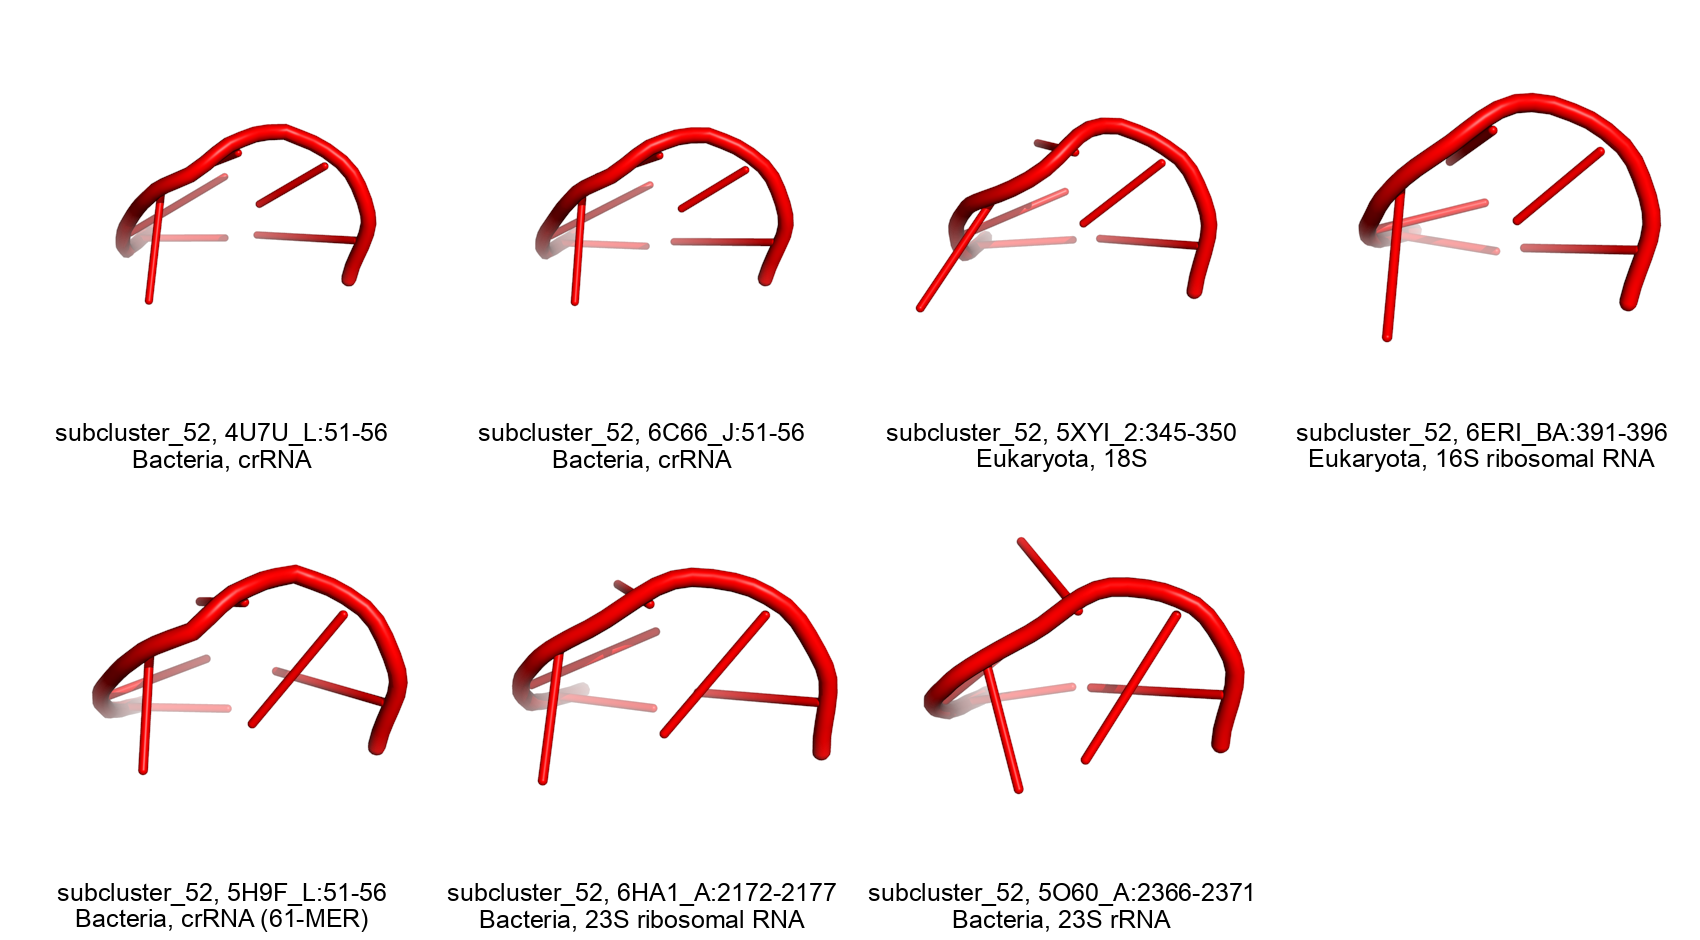 subcluster_52, 4U7U_L:51-56
Bacteria, crRNA
subcluster_52, 6C66_J:51-56
Bacteria, crRNA
subcluster_52, 5XYI_2:345-350
Eukaryota, 18S
subcluster_52, 6ERI_BA:391-396
Eukaryota, 16S ribosomal RNA
subcluster_52, 5H9F_L:51-56
Bacteria, crRNA (61-MER)
subcluster_52, 6HA1_A:2172-2177
Bacteria, 23S ribosomal RNA
subcluster_52, 5O60_A:2366-2371
Bacteria, 23S rRNA